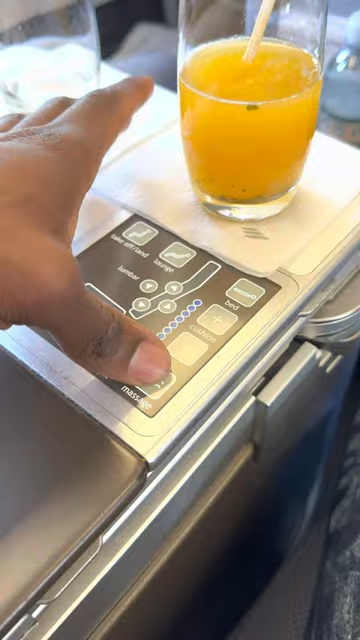 take off/land
lounge
lumbar
bed
+
cushion
massage